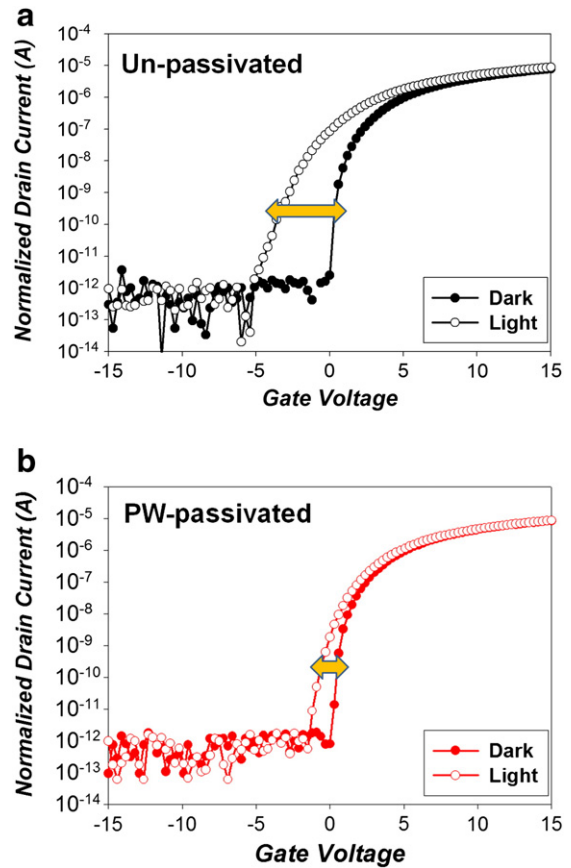 a
Normalized Drain Current (A)
10⁻⁴
10⁻⁵
10⁻⁶
10⁻⁷
10⁻⁸
10⁻⁹
10⁻¹⁰
10⁻¹¹
10⁻¹²
10⁻¹³
10⁻¹⁴
Un-passivated
Dark
Light
-15 -10 -5 0 5 10 15
Gate Voltage
b
Normalized Drain Current (A)
10⁻⁴
10⁻⁵
10⁻⁶
10⁻⁷
10⁻⁸
10⁻⁹
10⁻¹⁰
10⁻¹¹
10⁻¹²
10⁻¹³
10⁻¹⁴
PW-passivated
Dark
Light
-15 -10 -5 0 5 10 15
Gate Voltage